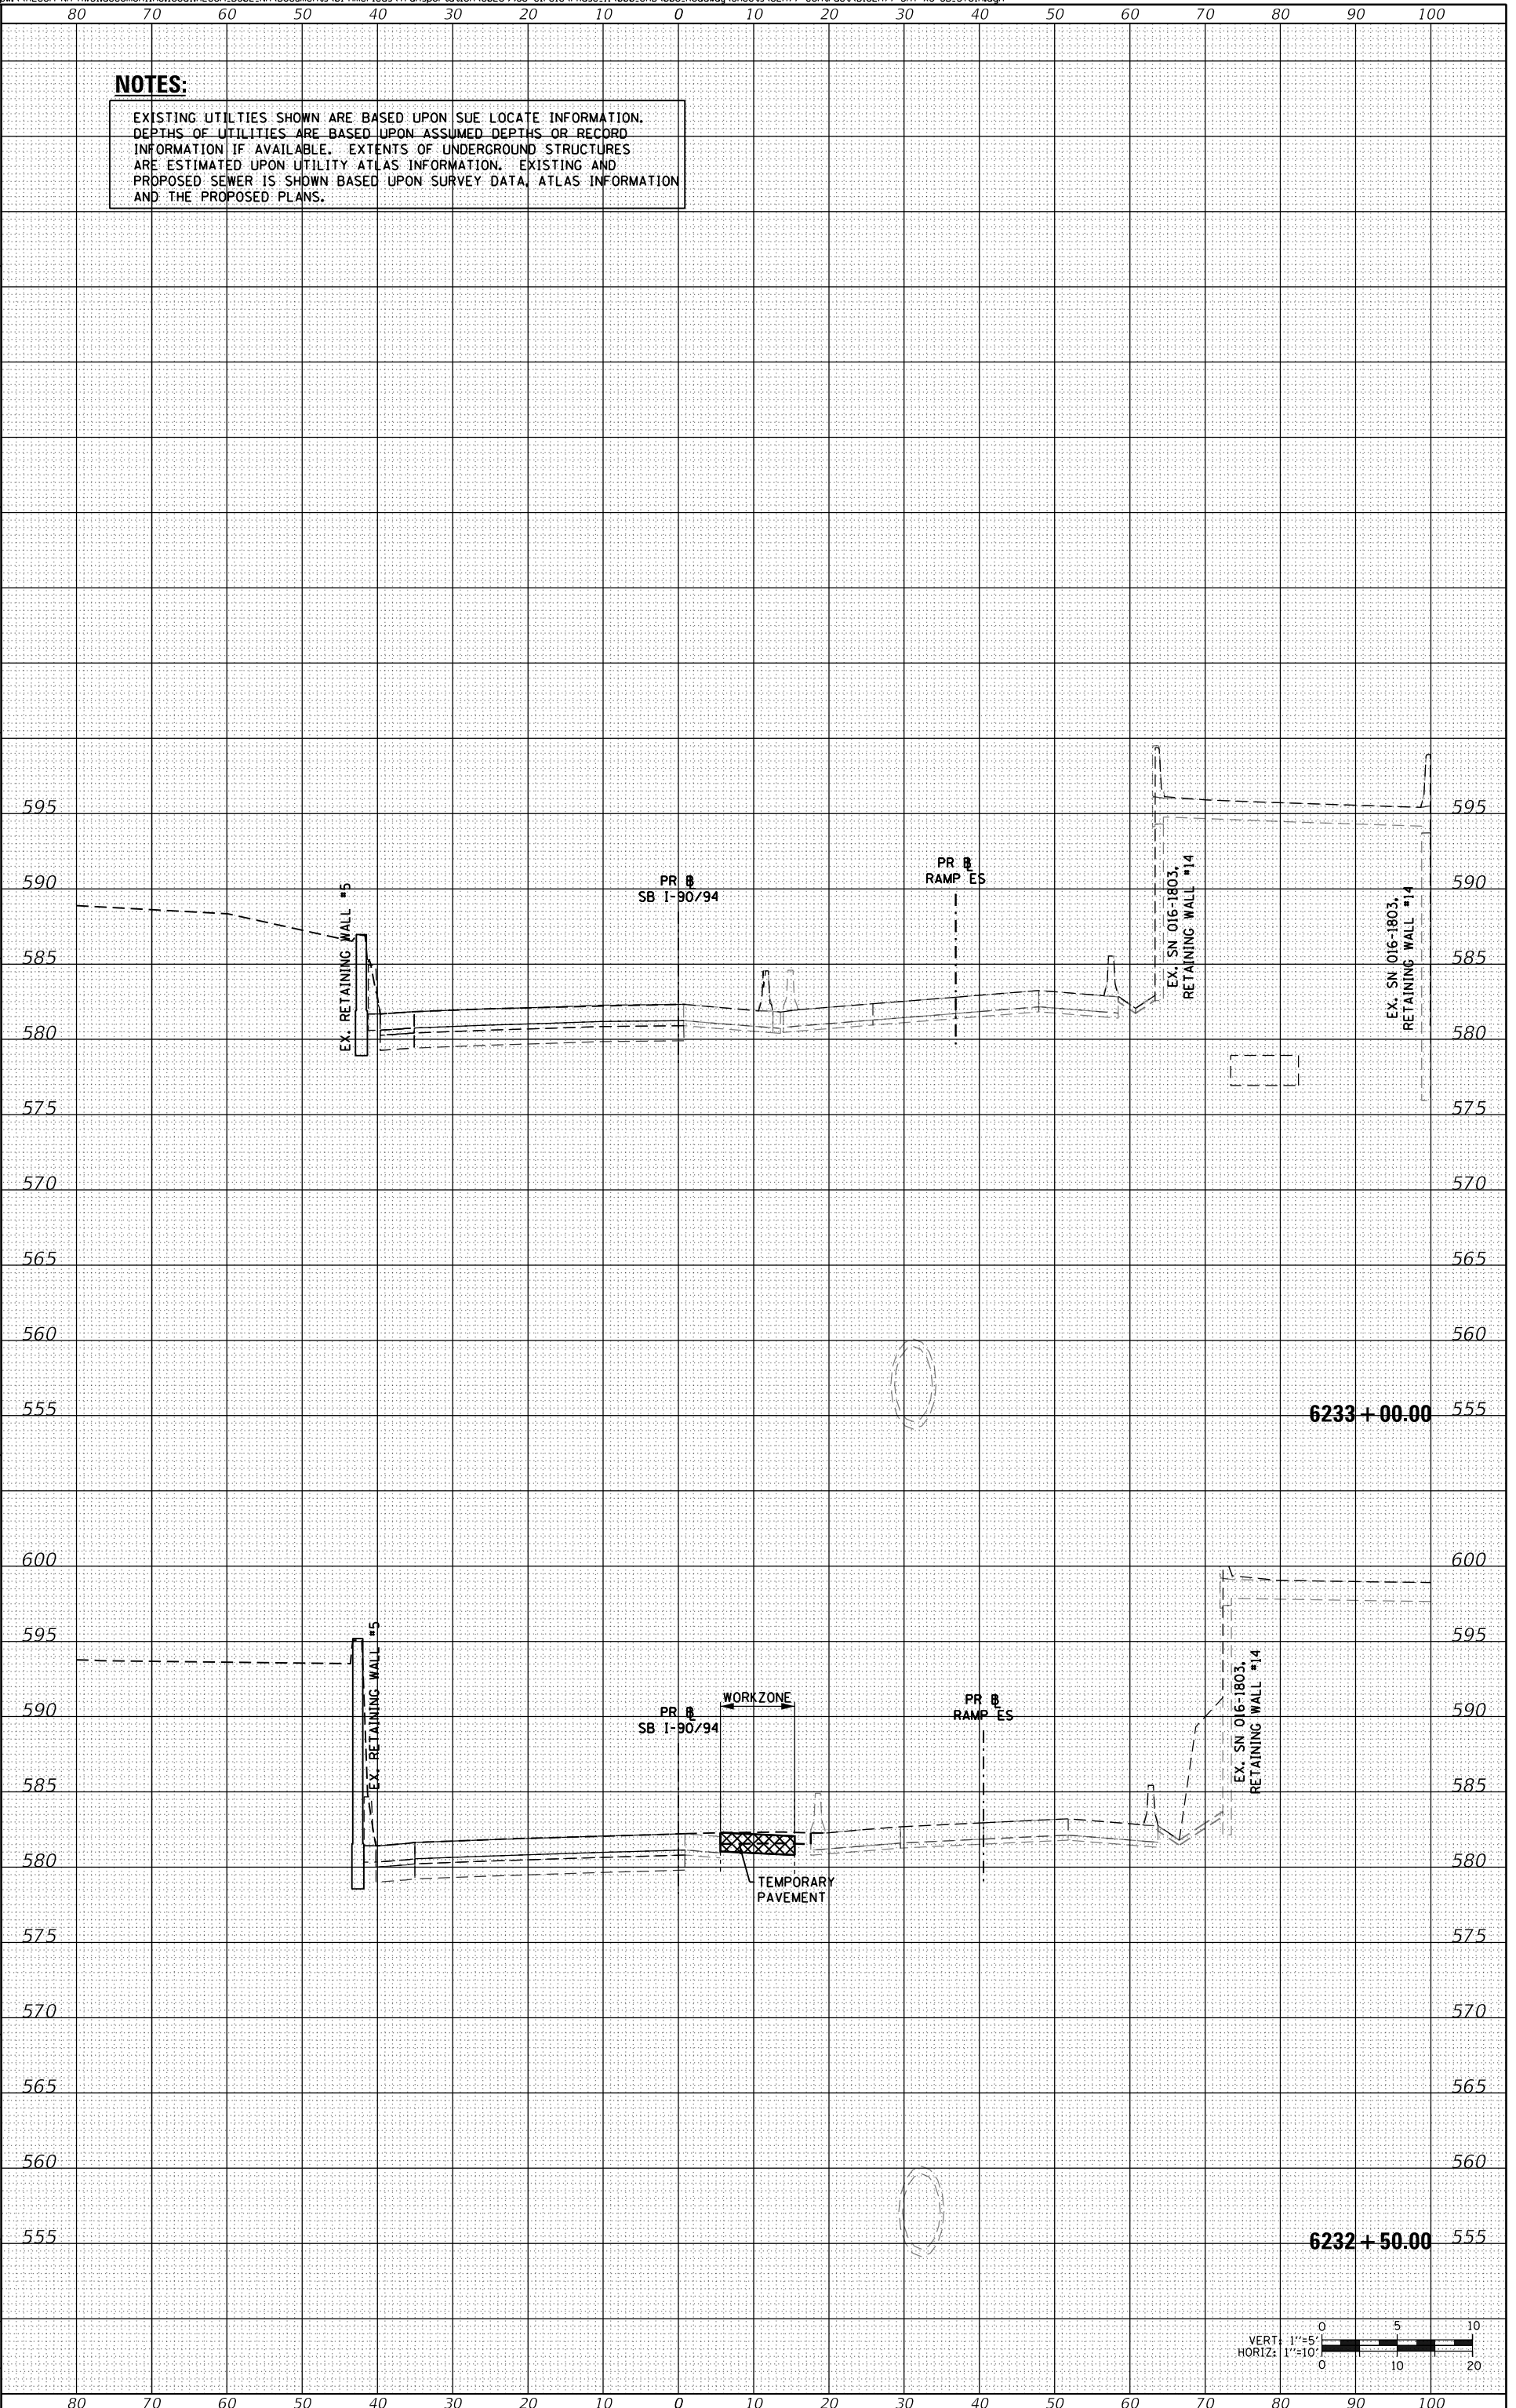 80 70 60 50 40 30 20 10 0 10 20 30 40 50 60 70 80 90 100
NOTES:
EXISTING UTILTIES SHOWN ARE BASED UPON SUE LOCATE INFORMATION.
DEPTHS OF UTILITIES ARE BASED UPON ASSUMED DEPTHS OR RECORD
INFORMATION IF AVAILABLE. EXTENTS OF UNDERGROUND STRUCTURES
ARE ESTIMATED UPON UTILITY ATLAS INFORMATION. EXISTING AND
PROPOSED SEWER IS SHOWN BASED UPON SURVEY DATA, ATLAS INFORMATION
AND THE PROPOSED PLANS.
595 595
590 590
585 585
580 580
575 575
570 570
565 565
560 560
555 555
EX. RETAINING WALL #5
PR BL
SB I-90/94
PR BL
RAMP ES
EX. SN 016-1803,
RETAINING WALL #14
EX. SN 016-1803,
RETAINING WALL #14
6233+00.00
600 600
595 595
590 590
585 585
580 580
575 575
570 570
565 565
560 560
555 555
EX. RETAINING WALL #5
PR BL
SB I-90/94
WORKZONE
TEMPORARY
PAVEMENT
PR BL
RAMP ES
EX. SN 016-1803,
RETAINING WALL #14
6232+50.00
0 5 10
VERT: 1"=5'
HORIZ: 1"=10'
0 10 20
80 70 60 50 40 30 20 10 0 10 20 30 40 50 60 70 80 90 100